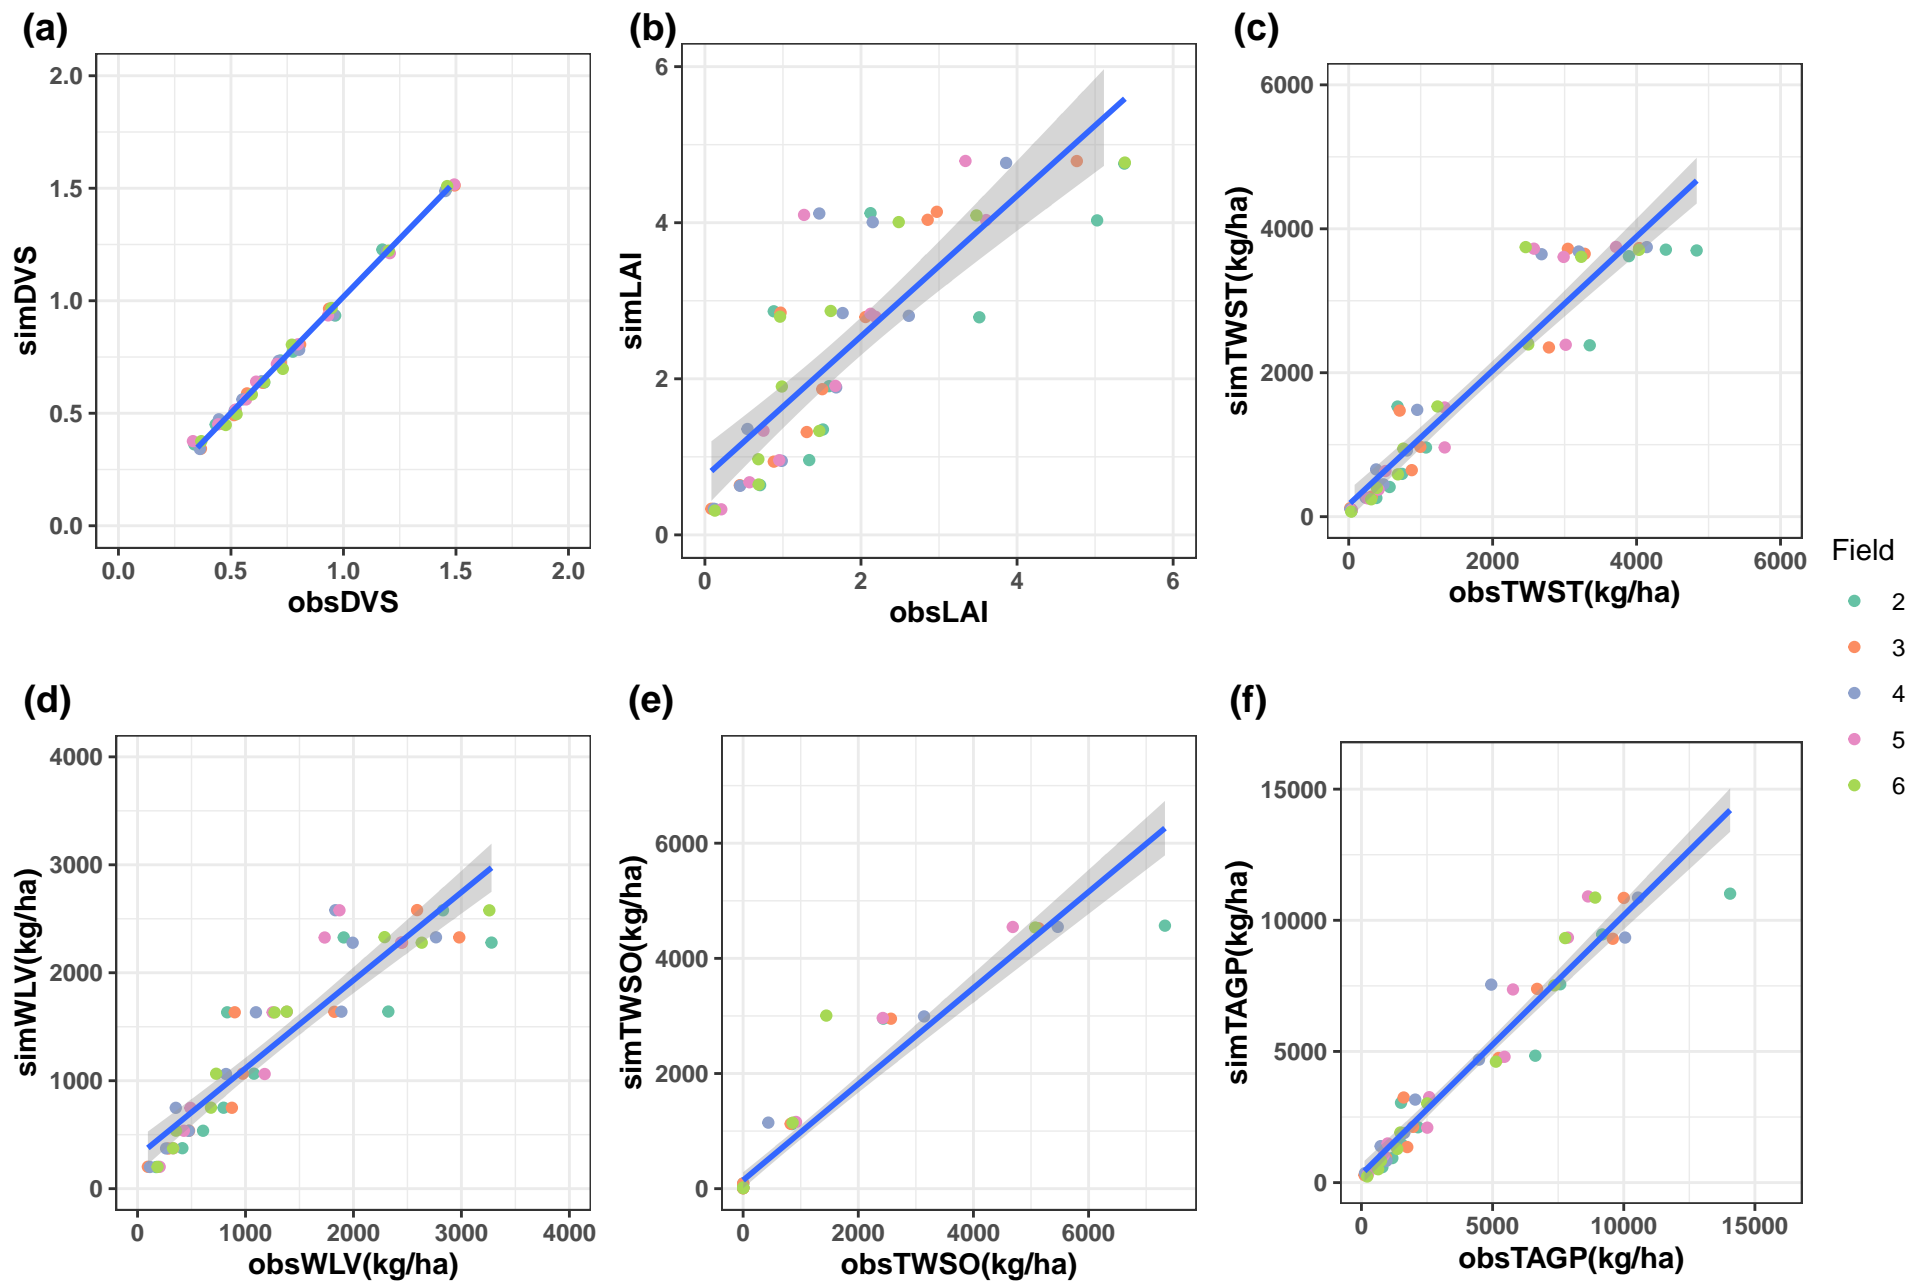 (a)
2.0
1.5
1.0
0.5
0.0
simDVS
0.0 0.5 1.0 1.5 2.0
obsDVS
(b)
6
4
2
0
simLAI
0 2 4 6
obsLAI
(c)
6000
4000
2000
0
simTWST(kg/ha)
0 2000 4000 6000
obsTWST(kg/ha)
Field
2
3
4
5
6
(d)
4000
3000
2000
1000
0
simWLV(kg/ha)
0 1000 2000 3000 4000
obsWLV(kg/ha)
(e)
6000
4000
2000
0
simTWSO(kg/ha)
0 2000 4000 6000
obsTWSO(kg/ha)
(f)
15000
10000
5000
0
simTAGP(kg/ha)
0 5000 10000 15000
obsTAGP(kg/ha)